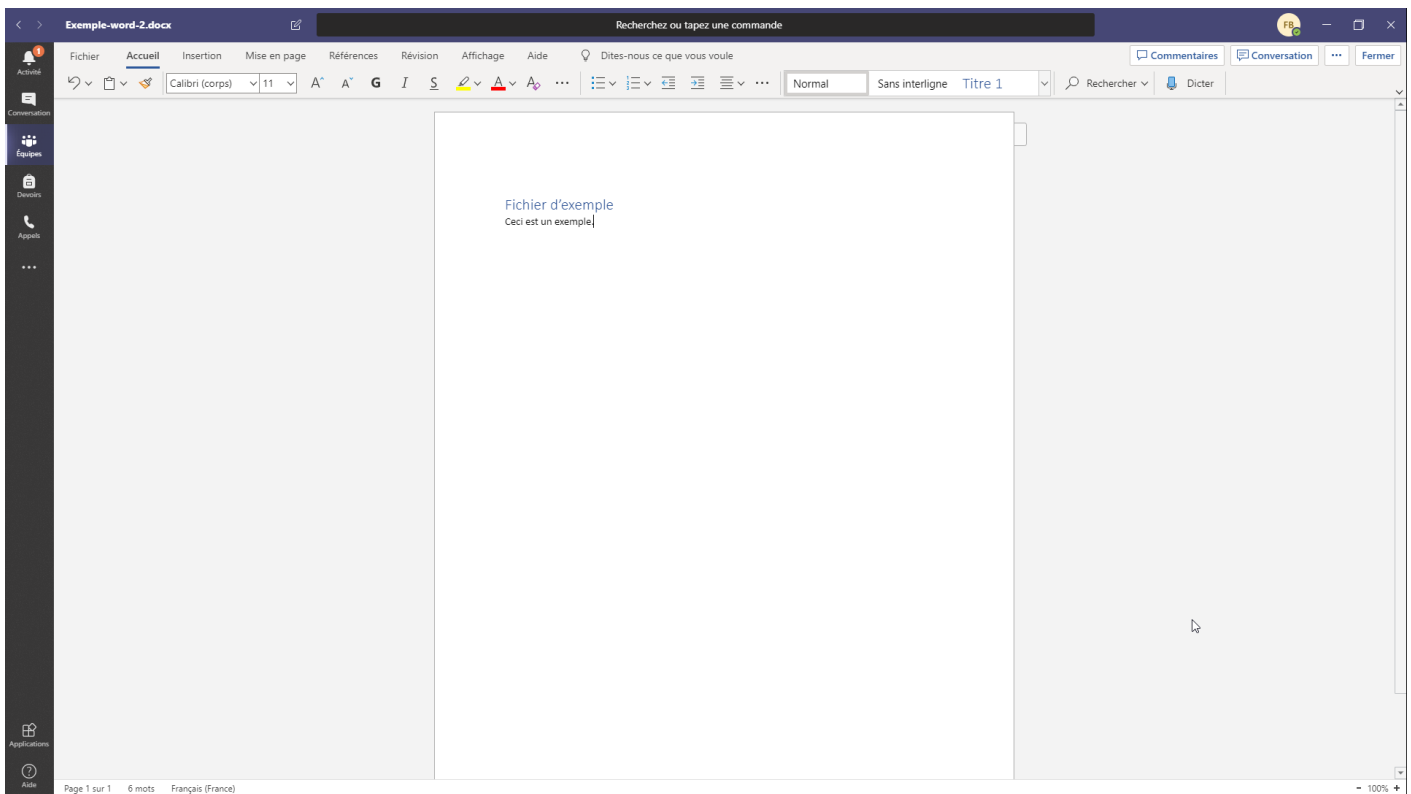 Exemple-word-2.docx
Recherchez ou tapez une commande
FB
1
Activité
Conversation
Équipes
Devoirs
Appels
Applications
Aide
Fichier Accueil Insertion Mise en page Références Révision Affichage Aide Dites-nous ce que vous voule
Commentaires Conversation Fermer
Calibri (corps) 11 A A G I S A A Normal Sans interligne Titre 1 Rechercher Dicter
Fichier d'exemple
Ceci est un exemple.
Page 1 sur 1 6 mots Français (France) - 100% +